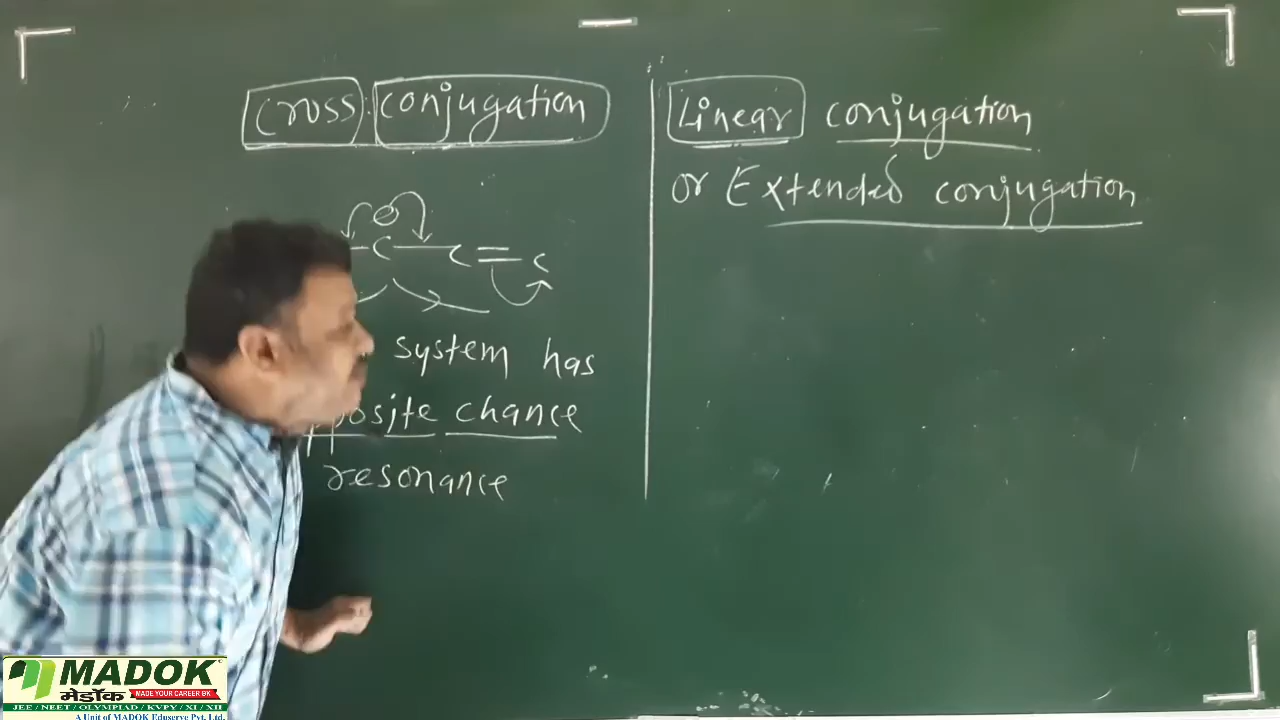 Cross conjugation
Linear conjugation
or Extended conjugation
C C = C
system has
opposite chance
resonance
MADOK
मेडॉक MADE YOUR CAREER BK
JEE / NEET / OLYMPIAD / KVPY / XI / XII
A Unit of MADOK Eduserve Pvt. Ltd.